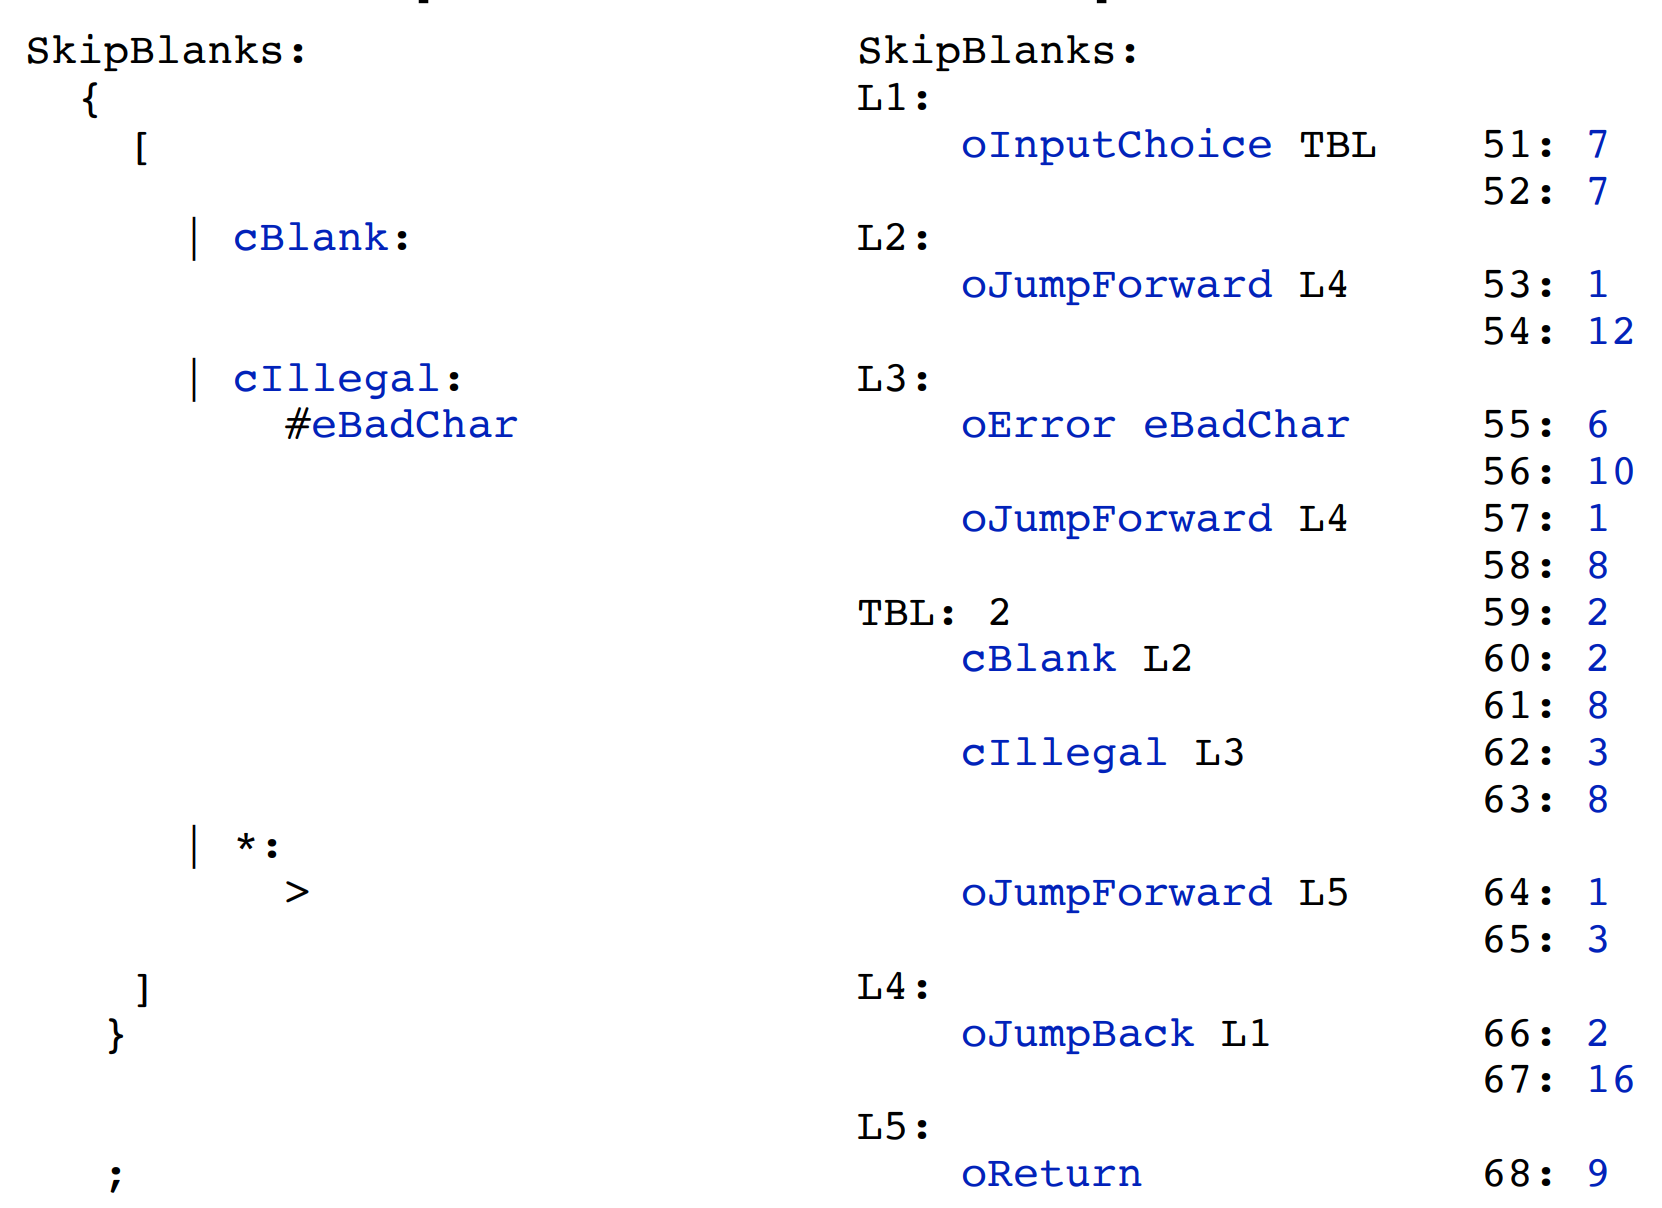 SkipBlanks: SkipBlanks:
{ L1:
[ oInputChoice TBL 51: 7
52: 7
| cBlank: L2:
oJumpForward L4 53: 1
54: 12
| cIllegal: L3:
#eBadChar oError eBadChar 55: 6
56: 10
oJumpForward L4 57: 1
58: 8
TBL: 2 59: 2
cBlank L2 60: 2
61: 8
cIllegal L3 62: 3
63: 8
| *:
> oJumpForward L5 64: 1
65: 3
] L4:
} oJumpBack L1 66: 2
67: 16
L5:
; oReturn 68: 9